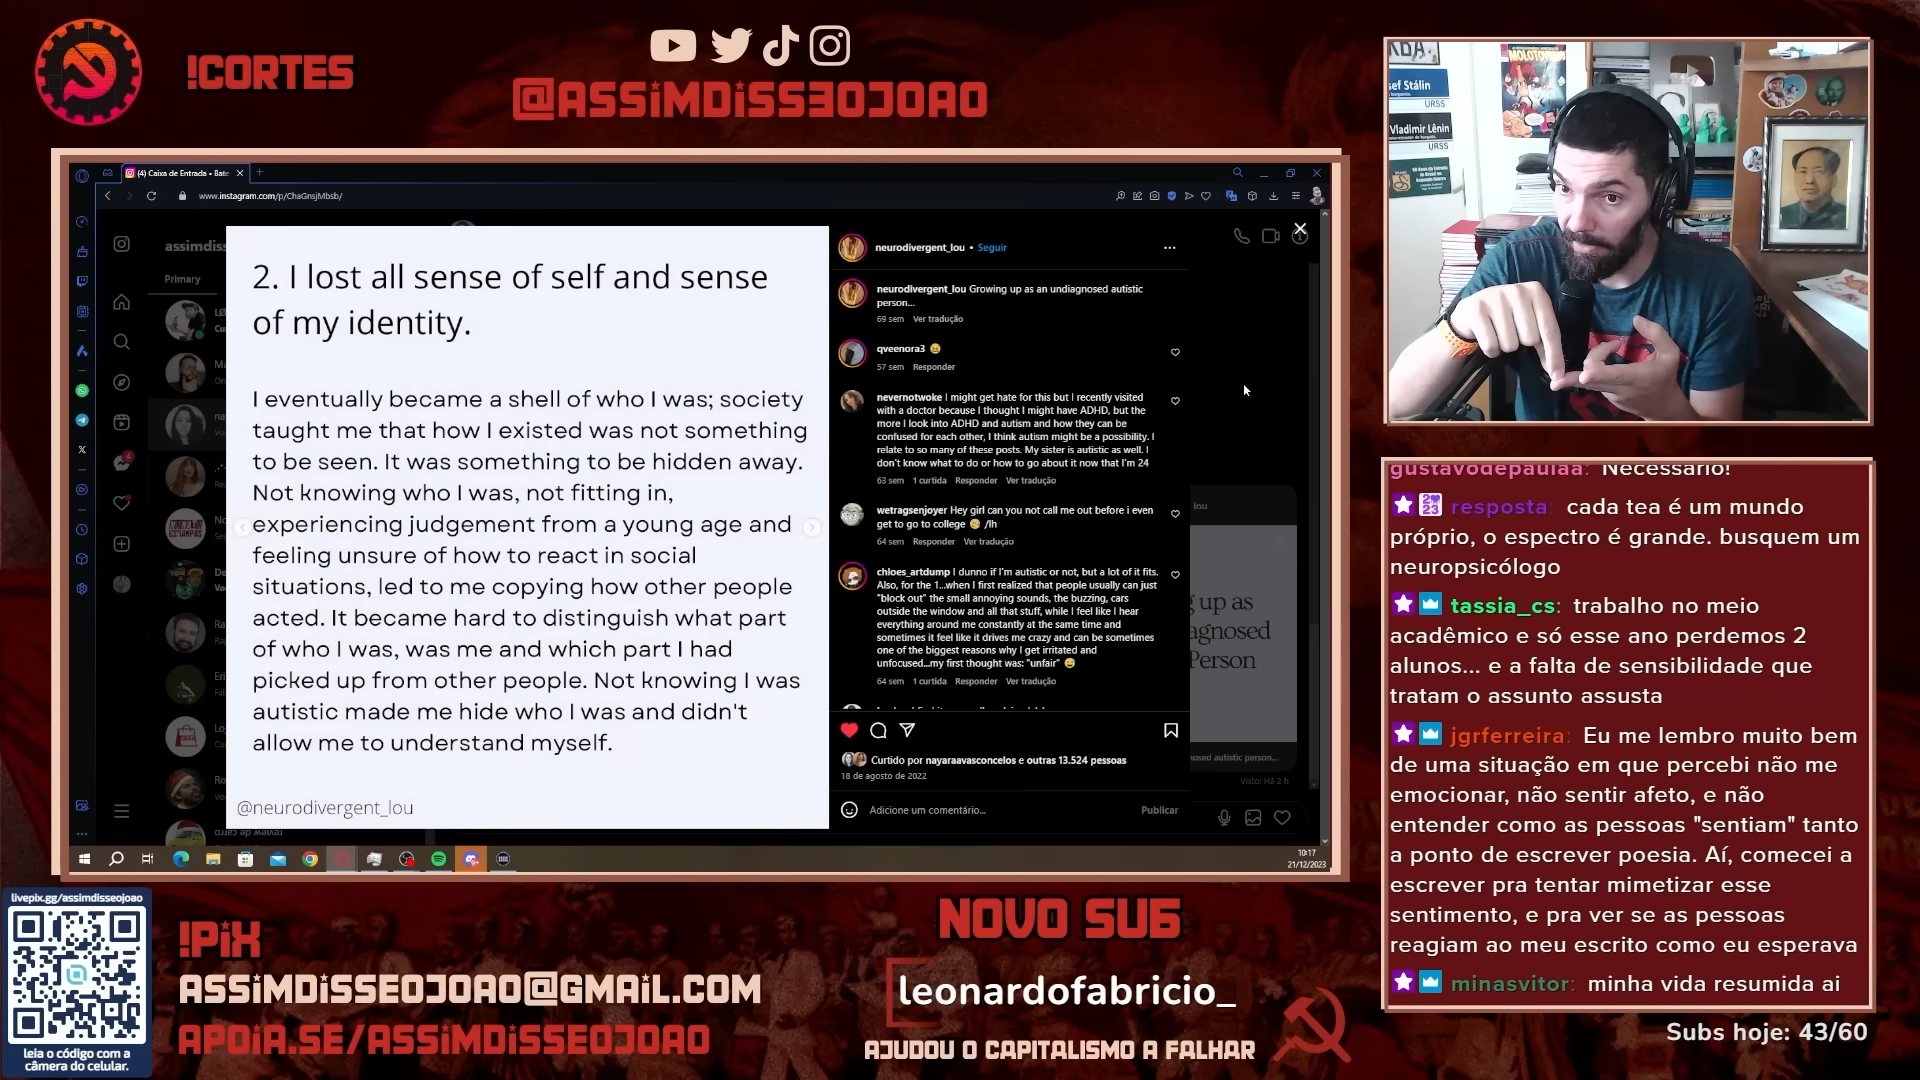 !CORTES
@ASSIMDISSEOJOAO
(4) Caixa de Entrada • Bate
www.instagram.com/p/ChaGnsjMbsb/
assimdis
Primary
2. I lost all sense of self and sense
of my identity.
I eventually became a shell of who I was; society
taught me that how I existed was not something
to be seen. It was something to be hidden away.
Not knowing who I was, not fitting in,
experiencing judgement from a young age and
feeling unsure of how to react in social
situations, led to me copying how other people
acted. It became hard to distinguish what part
of who I was, was me and which part I had
picked up from other people. Not knowing I was
autistic made me hide who I was and didn't
allow me to understand myself.
@neurodivergent_lou
neurodivergent_lou • Seguir
neurodivergent_lou Growing up as an undiagnosed autistic
person...
69 sem Ver tradução
qveenora3
57 sem Responder
nevernotwoke I might get hate for this but I recently visited
with a doctor because I thought I might have ADHD, but the
more I look into ADHD and autism and how they can be
confused for each other, I think autism might be a possibility. I
relate to so many of these posts. My sister is autistic as well. I
don't know what to do or how to go about it now that I'm 24
63 sem 1 curtida Responder Ver tradução
wetragsenjoyer Hey girl can you not call me out before i even
get to go to college /lh
64 sem Responder Ver tradução
chloes_artdump I dunno if I'm autistic or not, but a lot of it fits.
Also, for the 1...when I first realized that people usually can just
"block out" the small annoying sounds, the buzzing, cars
outside the window and all that stuff, while I feel like I hear
everything around me constantly at the same time and
sometimes it feel like it drives me crazy and can be sometimes
one of the biggest reasons why I get irritated and
unfocused...my first thought was: "unfair"
64 sem 1 curtida Responder Ver tradução
Curtido por nayaraavasconcelos e outras 13.524 pessoas
18 de agosto de 2022
Adicione um comentário...
Publicar
lou
g up as
agnosed
Person
nosed autistic person...
Visto: Há 2 h
10:17
21/12/2023
sef Stálin
URSS
Vladimir Lênin
URSS
MOLOTOV
gustavodepaulaa: Necessário!
resposta: cada tea é um mundo
próprio, o espectro é grande. busquem um
neuropsicólogo
tassia_cs: trabalho no meio
acadêmico e só esse ano perdemos 2
alunos... e a falta de sensibilidade que
tratam o assunto assusta
jgrferreira: Eu me lembro muito bem
de uma situação em que percebi não me
emocionar, não sentir afeto, e não
entender como as pessoas "sentiam" tanto
a ponto de escrever poesia. Aí, comecei a
escrever pra tentar mimetizar esse
sentimento, e pra ver se as pessoas
reagiam ao meu escrito como eu esperava
minasvitor: minha vida resumida ai
Subs hoje: 43/60
livepix.gg/assimdisseojoao
leia o código com a
câmera do celular.
!PIX
ASSIMDISSEOJOAO@GMAIL.COM
APOIA.SE/ASSIMDISSEOJOAO
NOVO SUB
leonardofabricio_
AJUDOU O CAPITALISMO A FALHAR